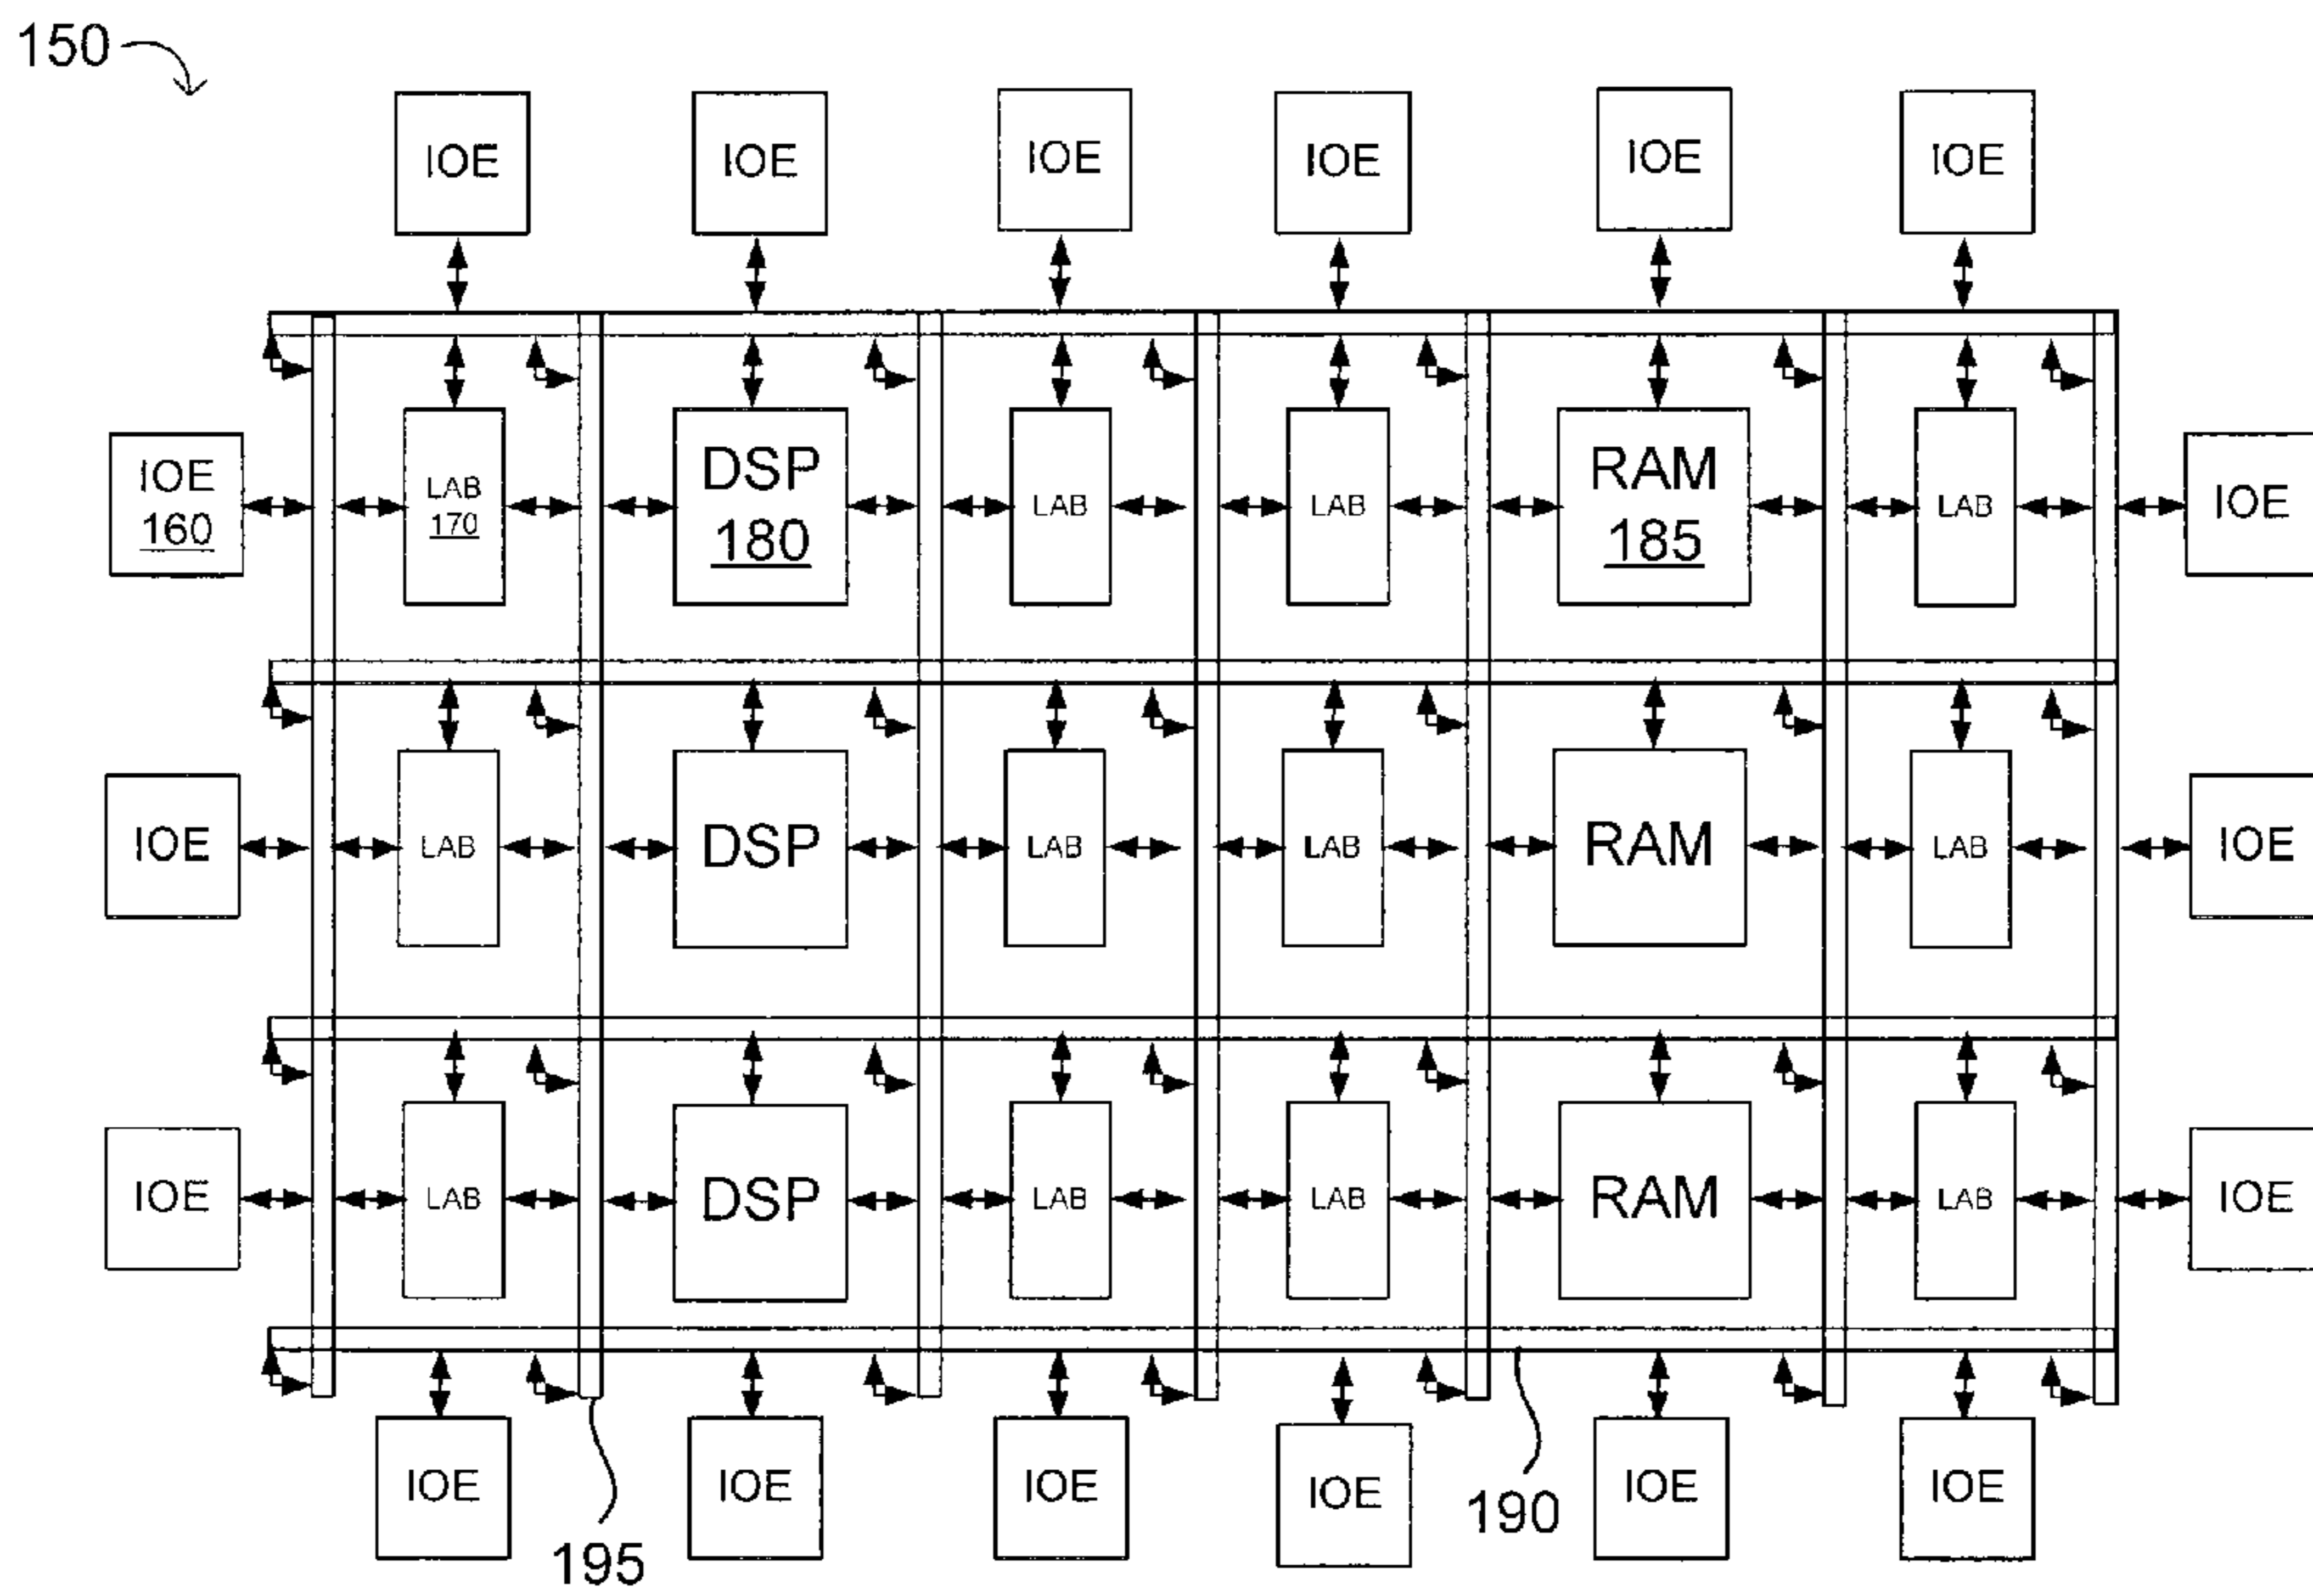 150
IOE IOE IOE IOE IOE IOE
IOE
160
LAB
170
DSP
180
LAB
LAB
RAM
185
LAB
IOE
IOE LAB DSP LAB LAB RAM LAB IOE
IOE LAB DSP LAB LAB RAM LAB IOE
IOE IOE IOE IOE IOE IOE
190
195